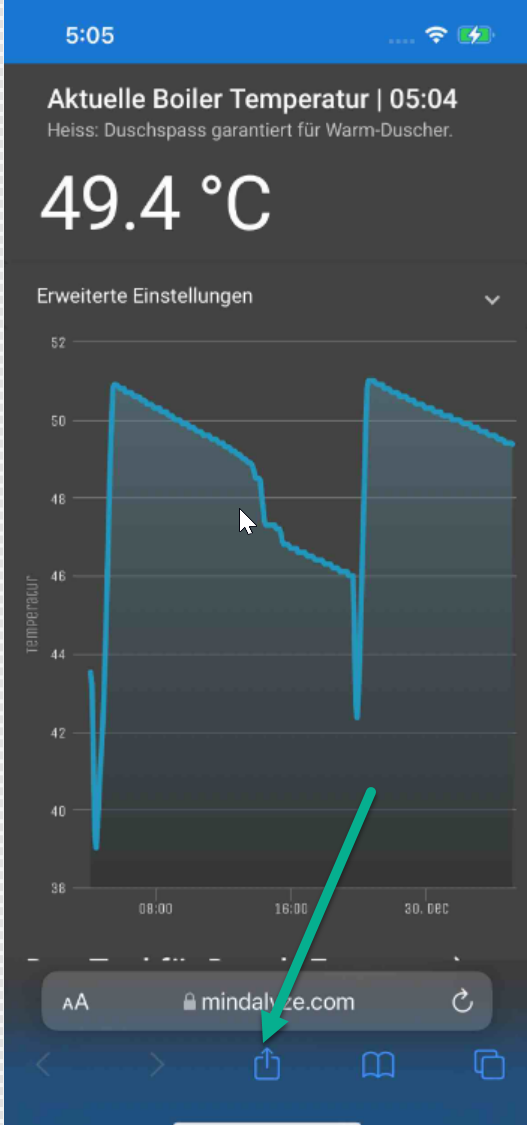 5:05
Aktuelle Boiler Temperatur | 05:04
Heiss: Duschspass garantiert für Warm-Duscher.
49.4 °C
Erweiterte Einstellungen
52
50
48
46
44
42
40
38
Temperatur
08:00
16:00
30. Dec
AA
mindalyze.com